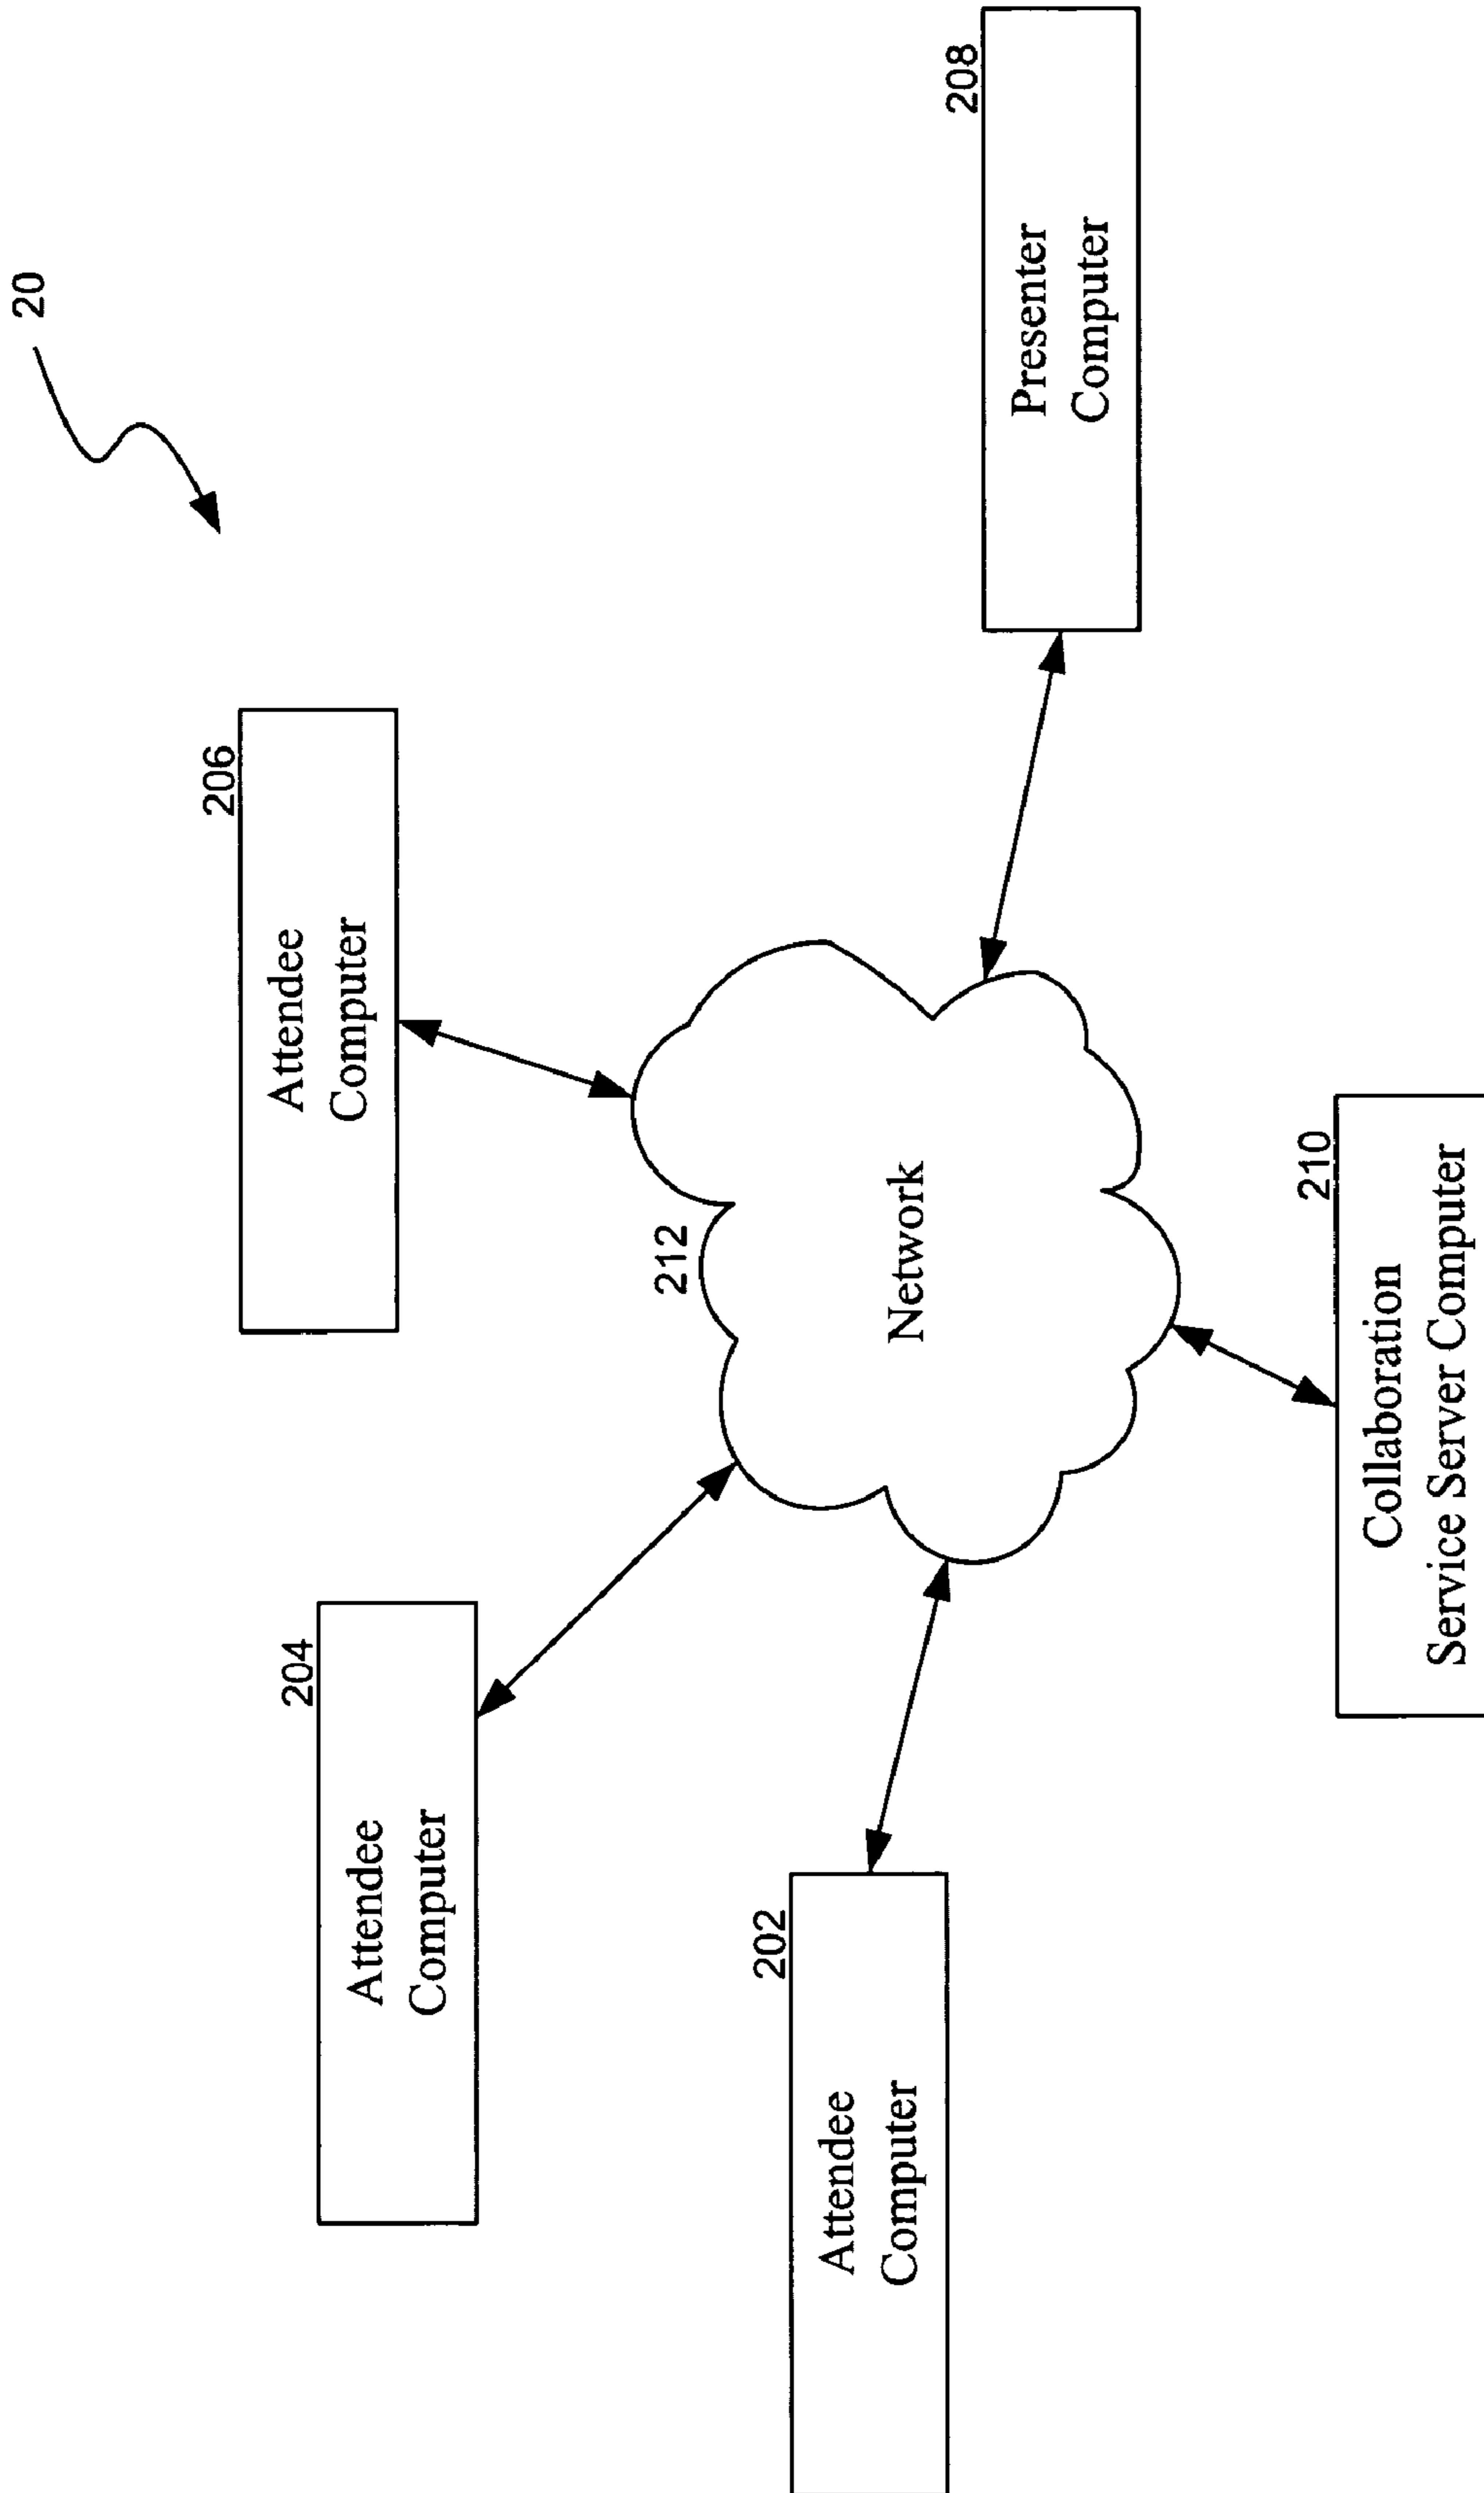 20
206
Attendee
Computer
204
Attendee
Computer
212
Network
202
Attendee
Computer
208
Presenter
Computer
210
Collaboration
Service Server Computer